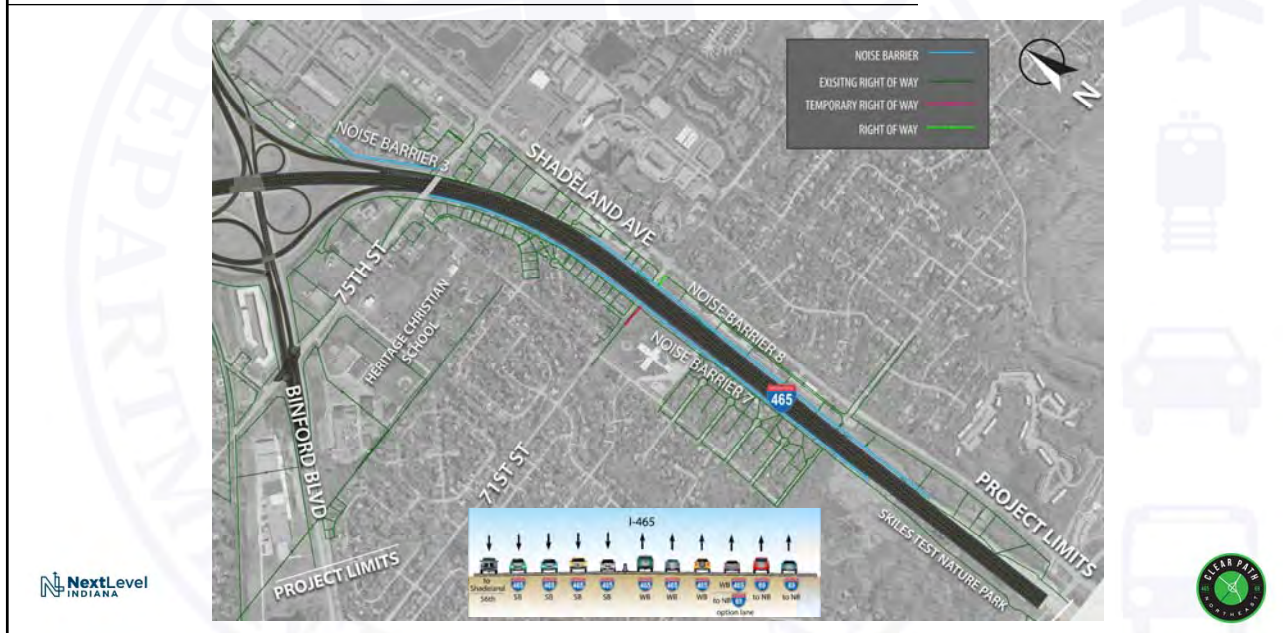 NOISE BARRIER
EXISITNG RIGHT OF WAY
TEMPORARY RIGHT OF WAY
RIGHT OF WAY
N
NOISE BARRIER 3
SHADELAND AVE
75TH ST
HERITAGE CHRISTIAN
SCHOOL
NOISE BARRIER 8
NOISE BARRIER 7
465
BINFORD BLVD
71ST ST
PROJECT LIMITS
SKILES TEST NATURE PARK
PROJECT LIMITS
I-465
465 465 465 465 465 465 465 WB 465 69 69
to Shadeland 56th SB SB SB SB WB WB WB to NB 69 to NB to NB
option lane
NextLevel
INDIANA
CLEAR PATH
465
NORTHEAST
DEPARTM